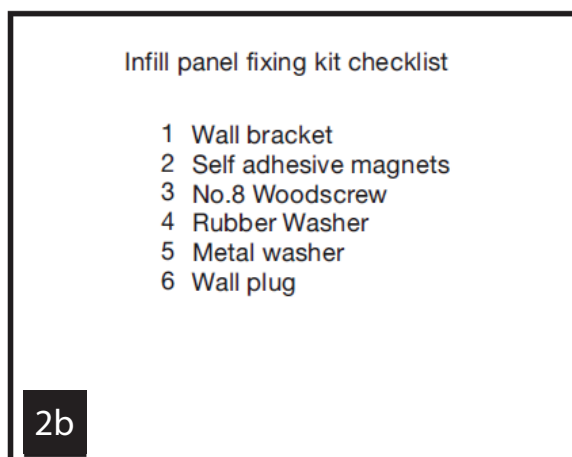 Infill panel fixing kit checklist
1 Wall bracket
2 Self adhesive magnets
3 No.8 Woodscrew
4 Rubber Washer
5 Metal washer
6 Wall plug
2b